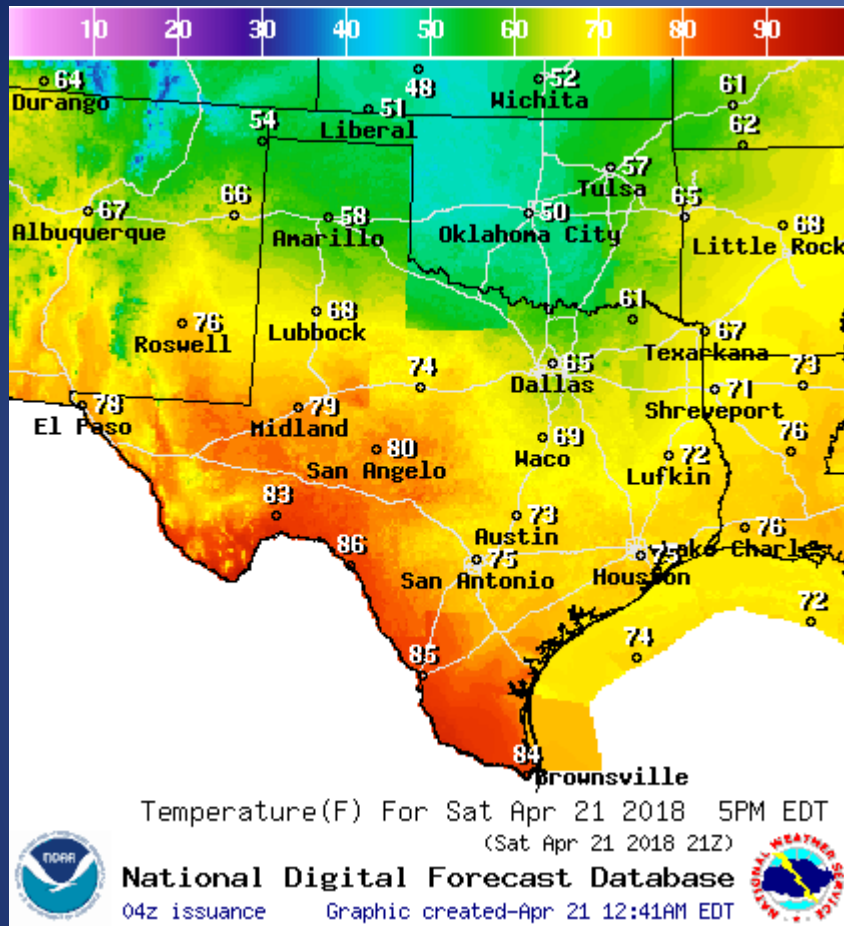 10 20 30 40 50 60 70 80 90
64
Durango
48
52
Wichita
51
Liberal
61
54
62
57
Tulsa
67
Albuquerque
66
58
Amarillo
50
Oklahoma City
65
68
Little Rock
76
Roswell
68
Lubbock
61
67
Texarkana
74
65
Dallas
73
71
Shreveport
78
El Paso
79
Midland
80
San Angelo
69
Waco
72
Lufkin
76
83
73
Austin
76
Lake Charles
86
75
San Antonio
75
Houston
72
74
85
84
Brownsville
Temperature(F) For Sat Apr 21 2018 5PM EDT
(Sat Apr 21 2018 21Z)
National Digital Forecast Database
04z issuance Graphic created-Apr 21 12:41AM EDT
NOAA
NATIONAL WEATHER SERVICE